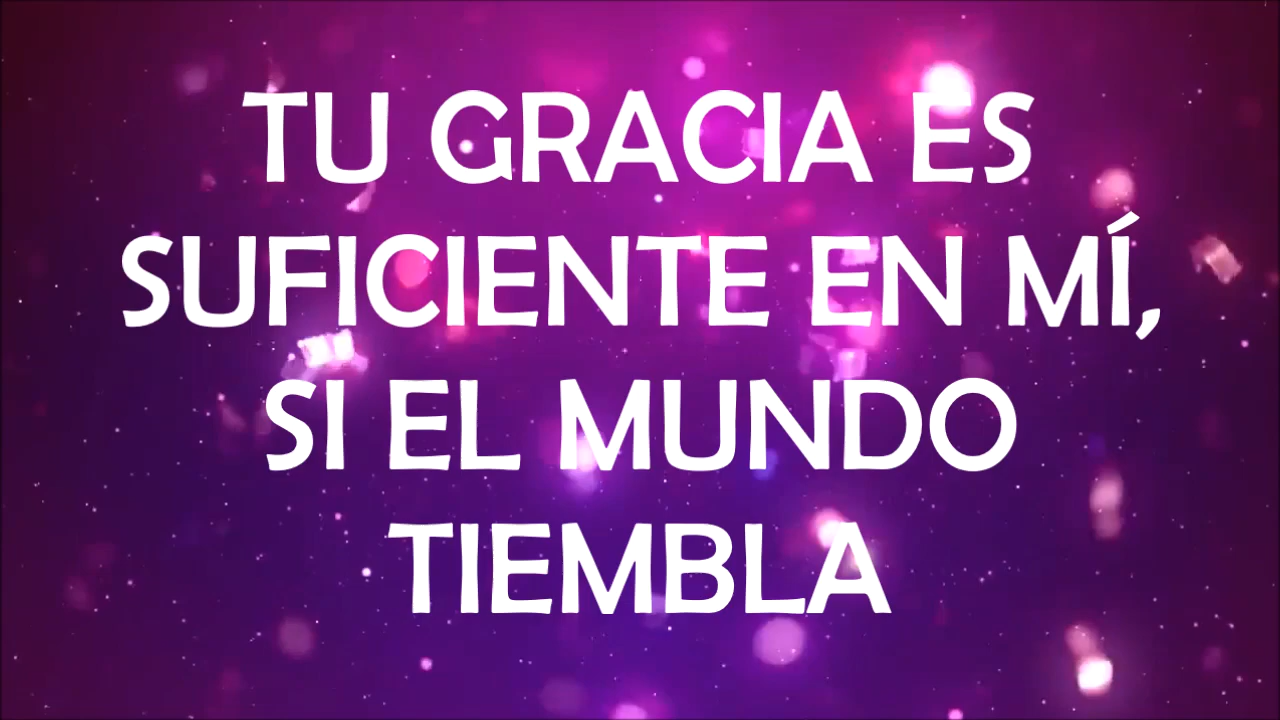 TU GRACIA ES
SUFICIENTE EN MÍ,
SI EL MUNDO
TIEMBLA